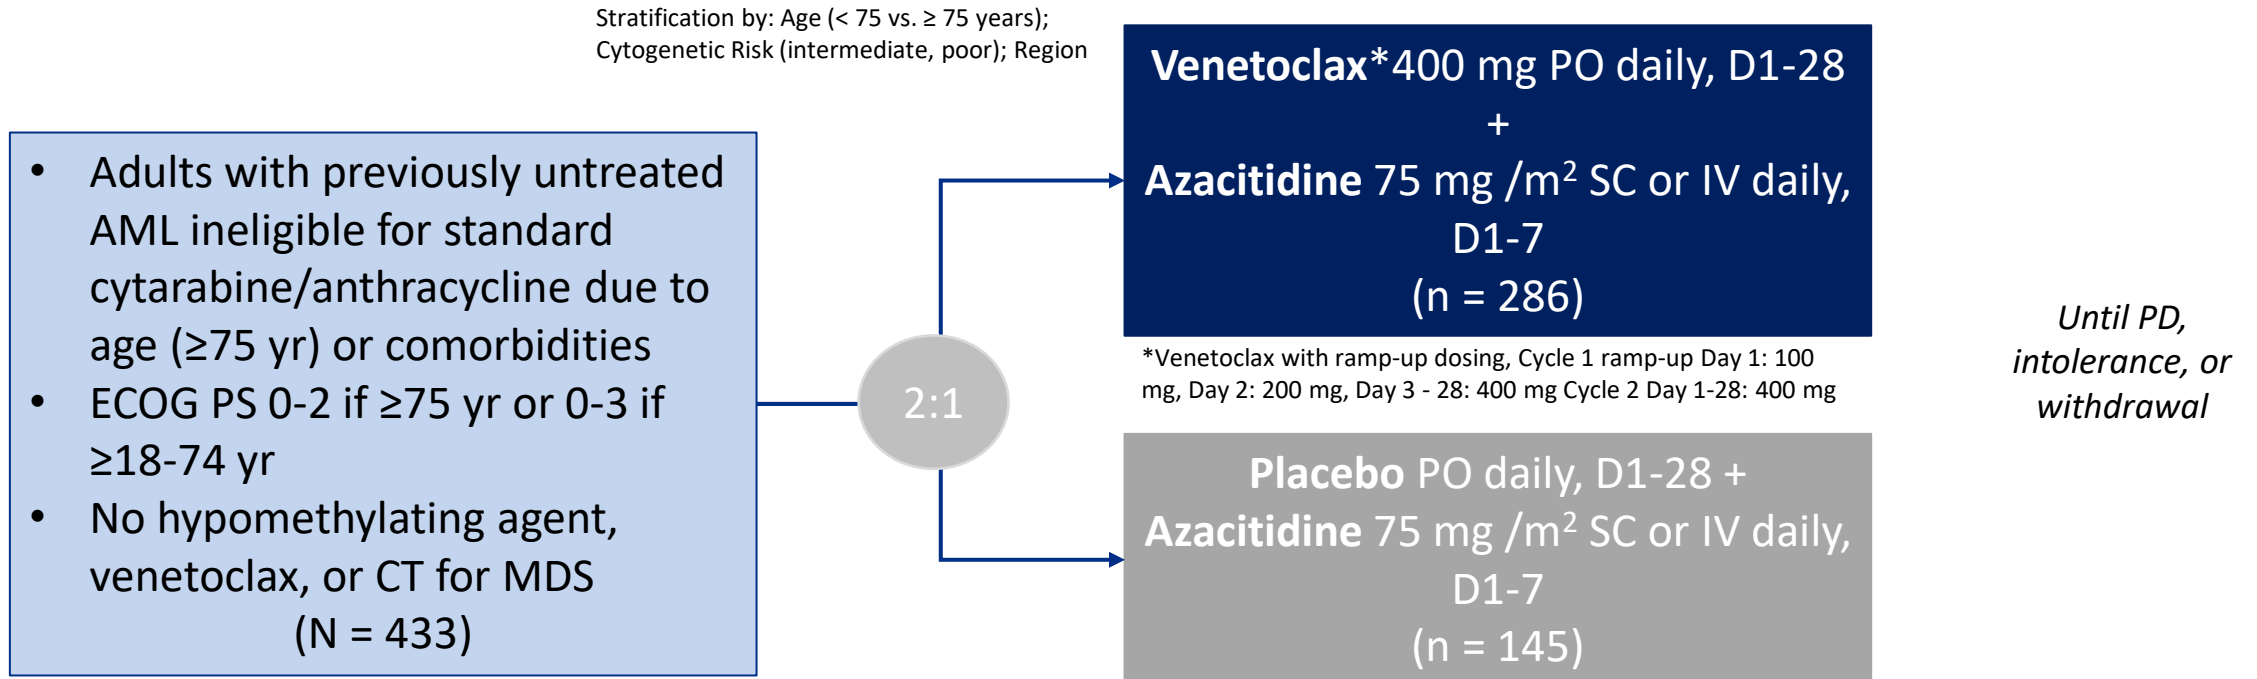 Stratification by: Age (< 75 vs. ≥ 75 years);
Cytogenetic Risk (intermediate, poor); Region
• Adults with previously untreated
AML ineligible for standard
cytarabine/anthracycline due to
age (≥75 yr) or comorbidities
• ECOG PS 0-2 if ≥75 yr or 0-3 if
≥18-74 yr
• No hypomethylating agent,
venetoclax, or CT for MDS
(N = 433)
2:1
Venetoclax*400 mg PO daily, D1-28
+
Azacitidine 75 mg /m² SC or IV daily,
D1-7
(n = 286)
*Venetoclax with ramp-up dosing, Cycle 1 ramp-up Day 1: 100
mg, Day 2: 200 mg, Day 3 - 28: 400 mg Cycle 2 Day 1-28: 400 mg
Placebo PO daily, D1-28 +
Azacitidine 75 mg /m² SC or IV daily,
D1-7
(n = 145)
Until PD,
intolerance, or
withdrawal